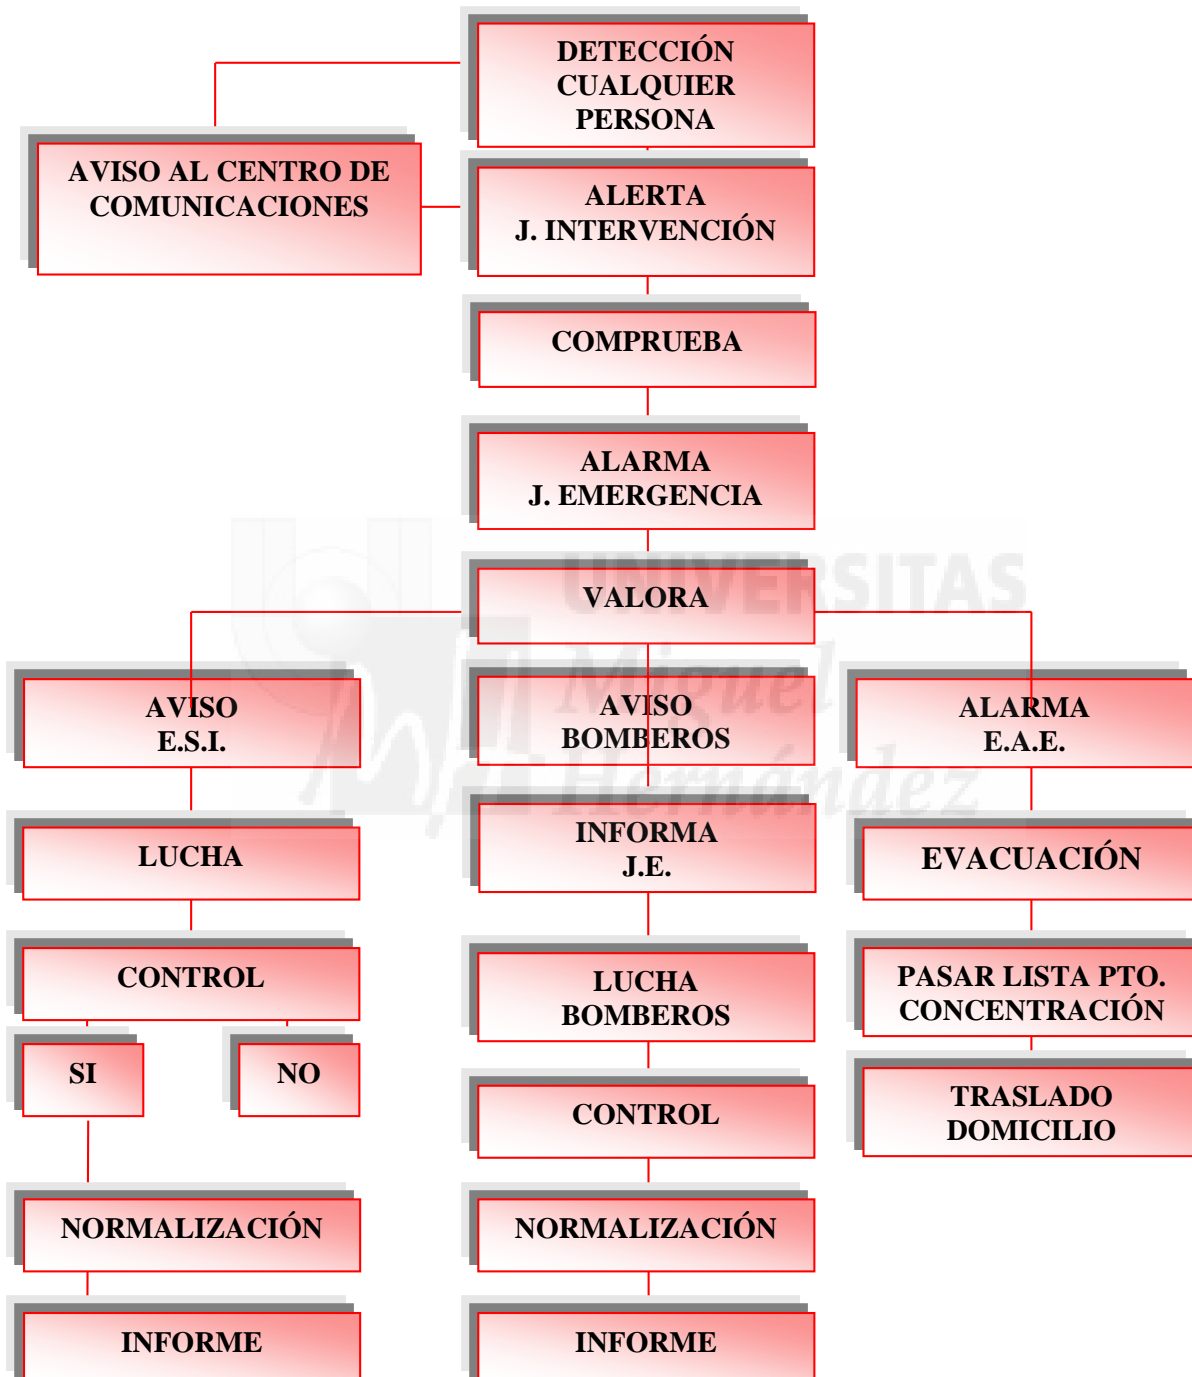 DETECCIÓN
CUALQUIER
PERSONA
AVISO AL CENTRO DE
COMUNICACIONES
ALERTA
J. INTERVENCIÓN
COMPRUEBA
ALARMA
J. EMERGENCIA
VALORA
UNIVERSITAS
Miguel
Hernández
AVISO
E.S.I.
AVISO
BOMBEROS
ALARMA
E.A.E.
LUCHA
INFORMA
J.E.
EVACUACIÓN
CONTROL
LUCHA
BOMBEROS
PASAR LISTA PTO.
CONCENTRACIÓN
SI
NO
CONTROL
TRASLADO
DOMICILIO
NORMALIZACIÓN
NORMALIZACIÓN
INFORME
INFORME